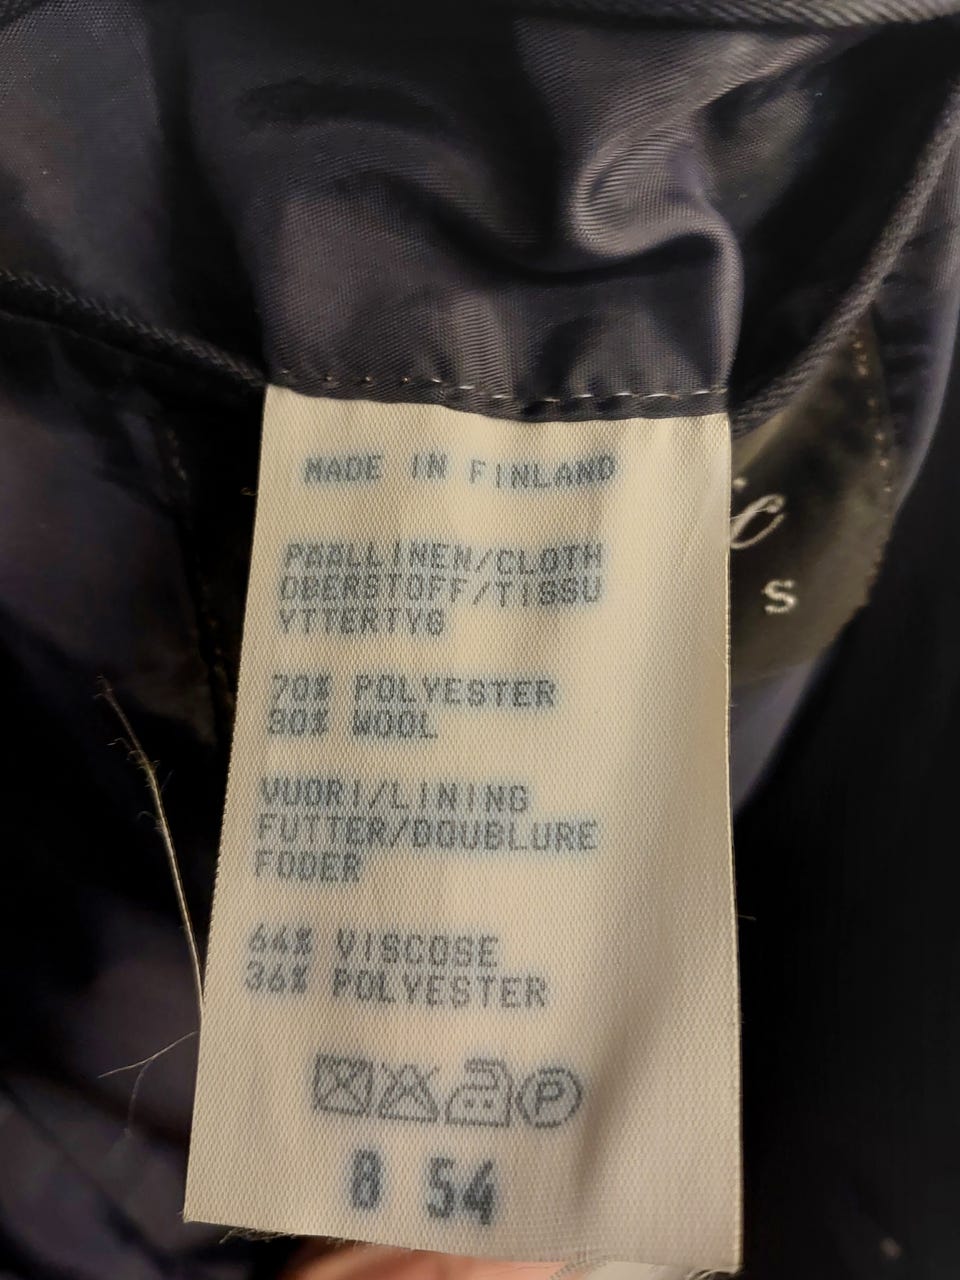 MADE IN FINLAND
PÄÄLLINEN/CLOTH
OBERSTOFF/TISSU
YTTERTYG
70% POLYESTER
30% WOOL
VUORI/LINING
FUTTER/DOUBLURE
FODER
64% VISCOSE
36% POLYESTER
P
B 54
S